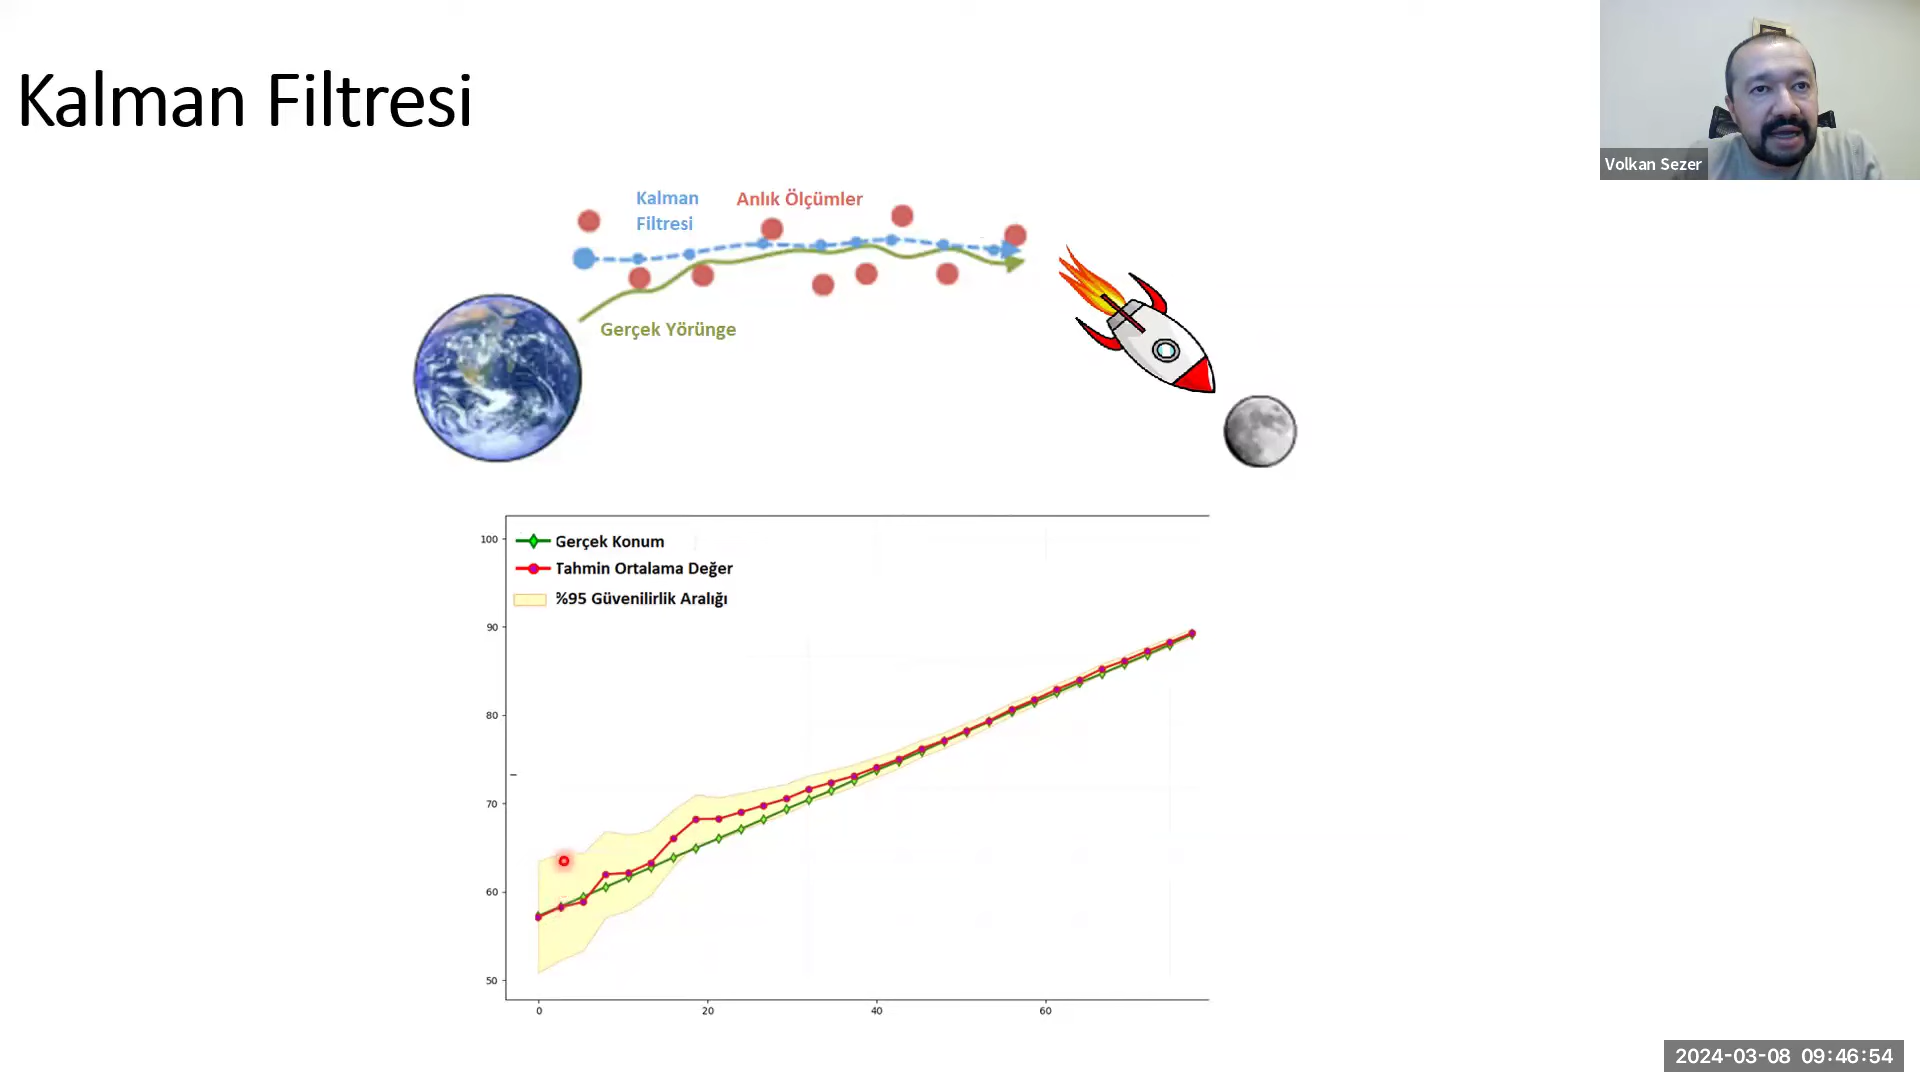 Kalman Filtresi
Volkan Sezer
Kalman
Filtresi
Anlık Ölçümler
Gerçek Yörünge
Gerçek Konum
Tahmin Ortalama Değer
%95 Güvenilirlik Aralığı
100
90
80
70
60
50
0
20
40
60
2024-03-08 09:46:54